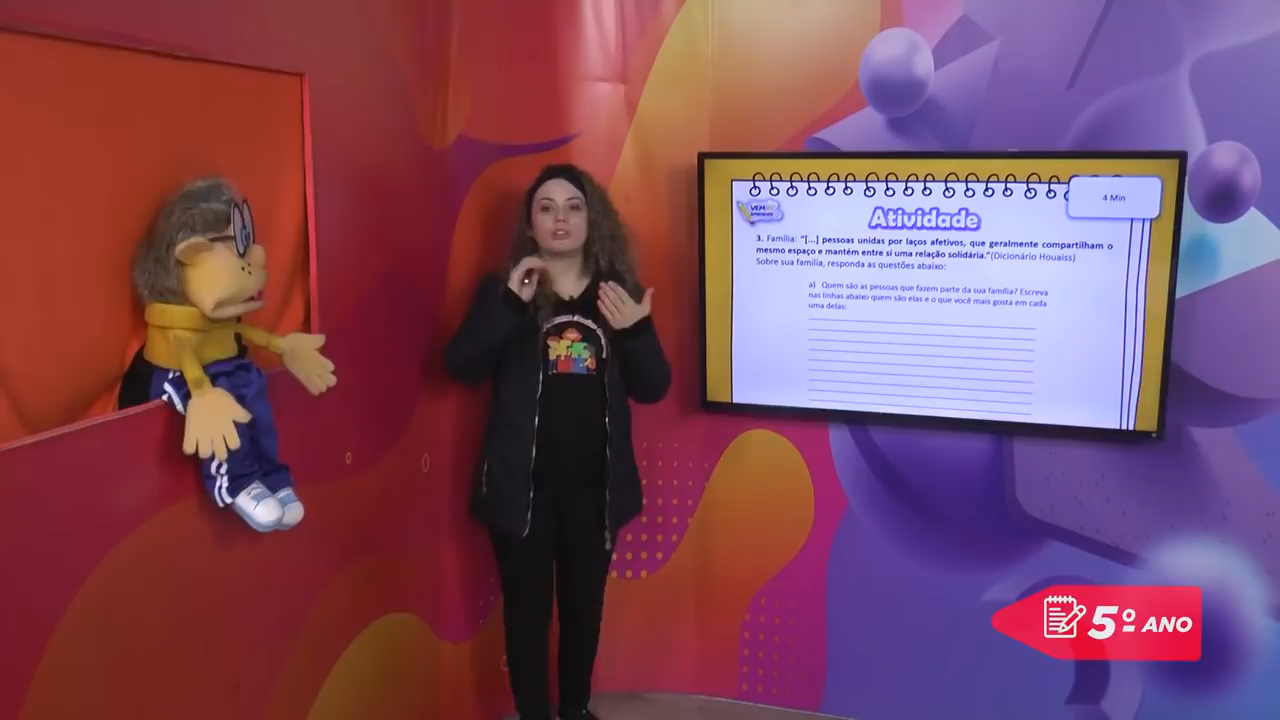 4 Min
VEM
APRENDER
Atividade
3. Família: "[...] pessoas unidas por laços afetivos, que geralmente compartilham o
mesmo espaço e mantém entre si uma relação solidária."(Dicionário Houaiss)
Sobre sua família, responda as questões abaixo:
a) Quem são as pessoas que fazem parte da sua família? Escreva
nas linhas abaixo quem são elas e o que você mais gosta em cada
uma delas:
5º ANO